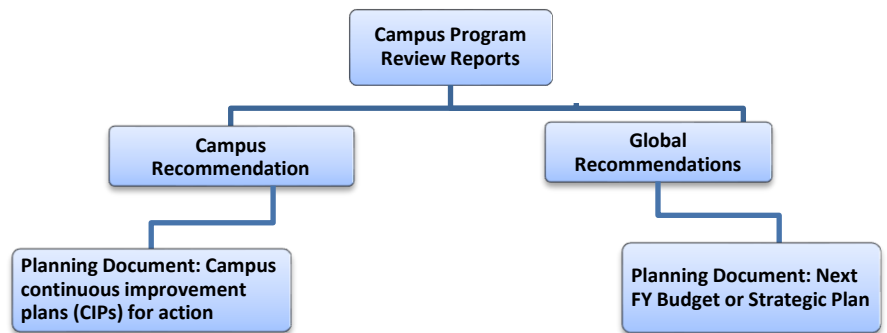 Campus Program
Review Reports
Campus
Recommendation
Global
Recommendations
Planning Document: Campus
continuous improvement
plans (CIPs) for action
Planning Document: Next
FY Budget or Strategic Plan